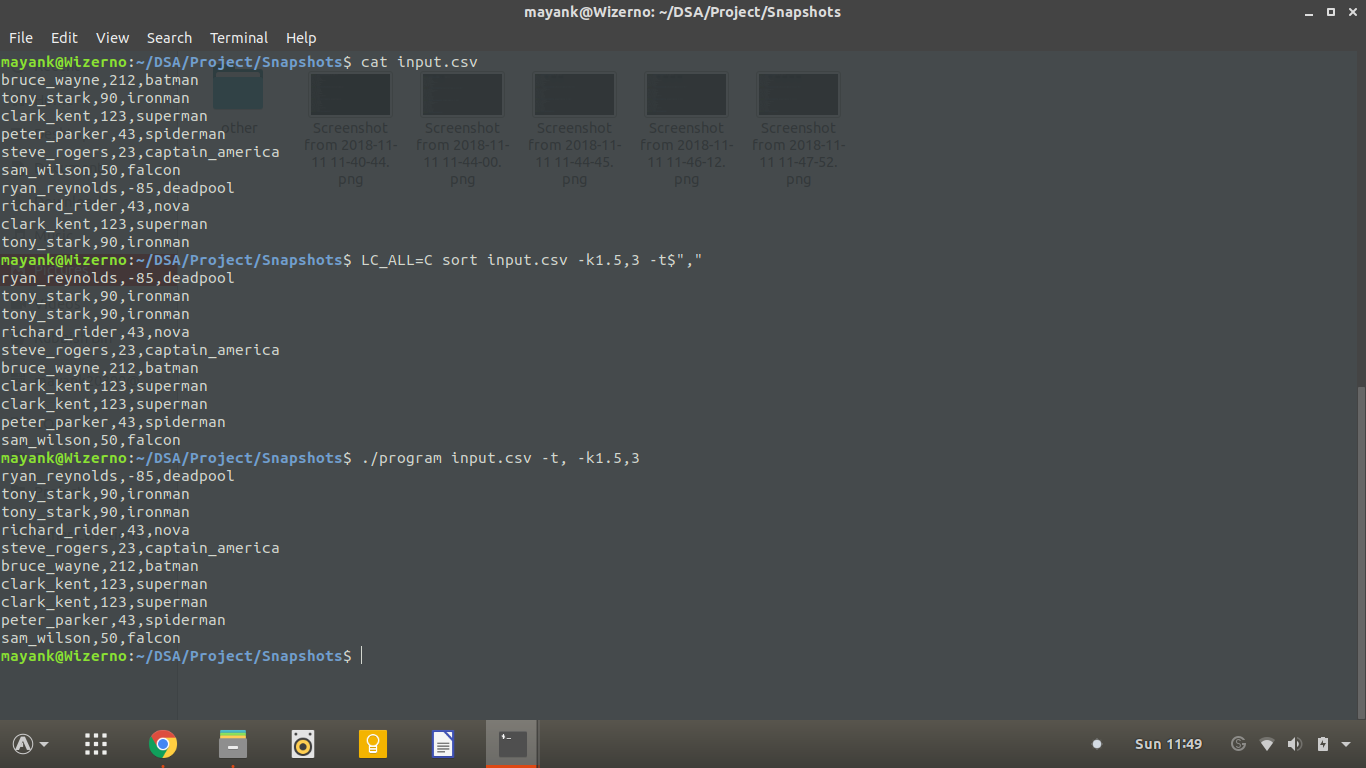 mayank@Wizerno: ~/DSA/Project/Snapshots
File Edit View Search Terminal Help
mayank@Wizerno:~/DSA/Project/Snapshots$ cat input.csv
bruce_wayne,212,batman
tony_stark,90,ironman
clark_kent,123,superman
peter_parker,43,spiderman
steve_rogers,23,captain_america
sam_wilson,50,falcon
ryan_reynolds,-85,deadpool
richard_rider,43,nova
clark_kent,123,superman
tony_stark,90,ironman
other
Screenshot from 2018-11-11 11-40-44.png
Screenshot from 2018-11-11 11-44-00.png
Screenshot from 2018-11-11 11-44-45.png
Screenshot from 2018-11-11 11-46-12.png
Screenshot from 2018-11-11 11-47-52.png
mayank@Wizerno:~/DSA/Project/Snapshots$ LC_ALL=C sort input.csv -k1.5,3 -t$","
ryan_reynolds,-85,deadpool
tony_stark,90,ironman
tony_stark,90,ironman
richard_rider,43,nova
steve_rogers,23,captain_america
bruce_wayne,212,batman
clark_kent,123,superman
clark_kent,123,superman
peter_parker,43,spiderman
sam_wilson,50,falcon
mayank@Wizerno:~/DSA/Project/Snapshots$ ./program input.csv -t, -k1.5,3
ryan_reynolds,-85,deadpool
tony_stark,90,ironman
tony_stark,90,ironman
richard_rider,43,nova
steve_rogers,23,captain_america
bruce_wayne,212,batman
clark_kent,123,superman
clark_kent,123,superman
peter_parker,43,spiderman
sam_wilson,50,falcon
mayank@Wizerno:~/DSA/Project/Snapshots$
Sun 11:49